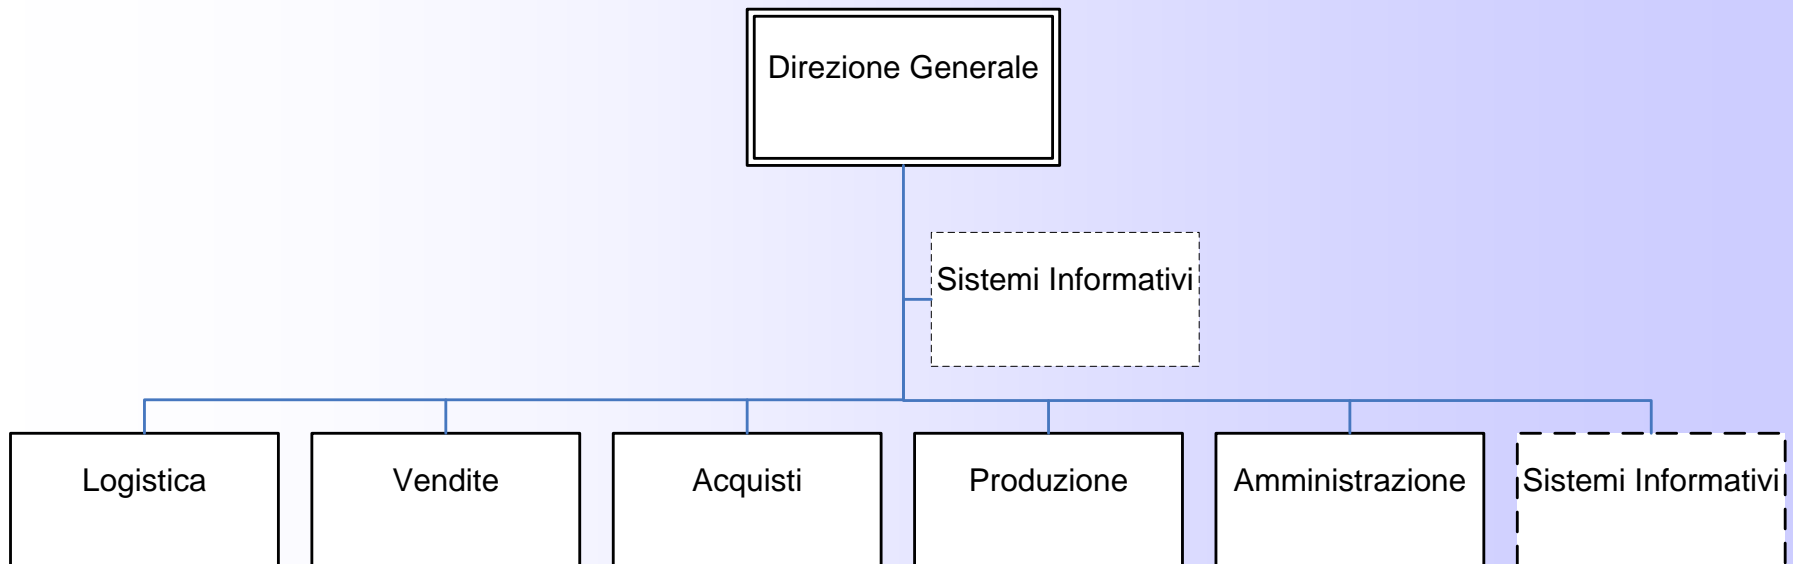 Direzione Generale
Sistemi Informativi
Logistica
Vendite
Acquisti
Produzione
Amministrazione
Sistemi Informativi